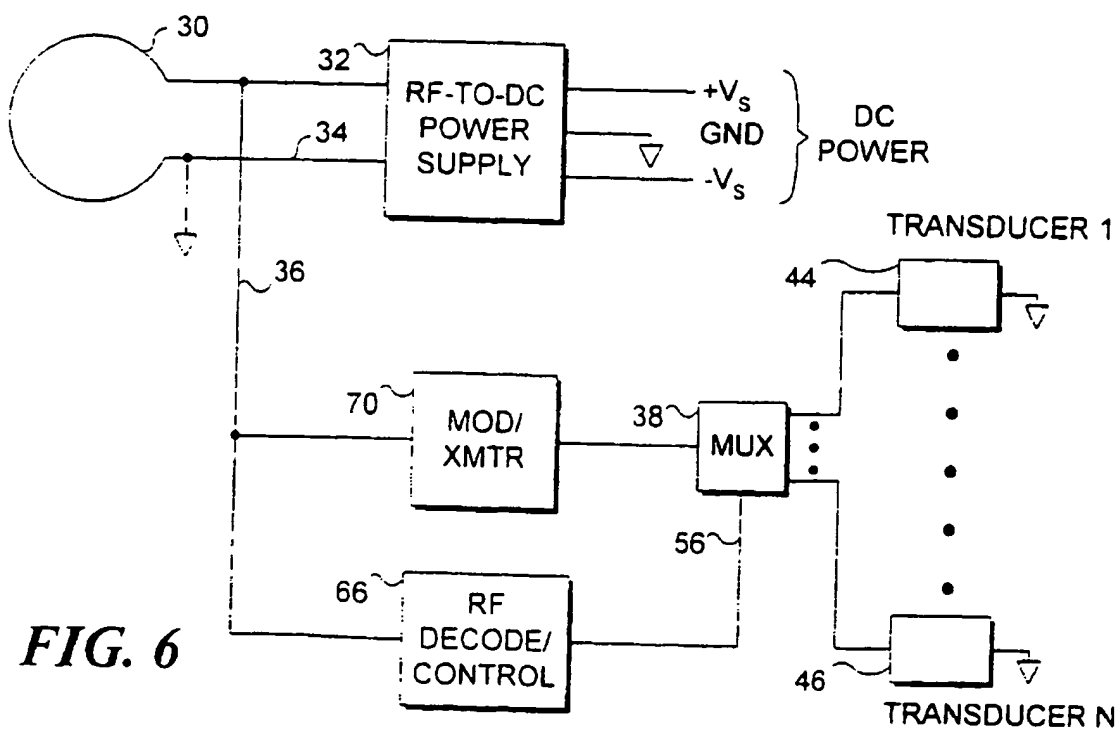 30
32
RF-TO-DC
POWER
SUPPLY
34
+VS
GND
-VS
DC
POWER
36
TRANSDUCER 1
44
70
MOD/
XMTR
38
MUX
56
66
RF
DECODE/
CONTROL
46
TRANSDUCER N
FIG. 6